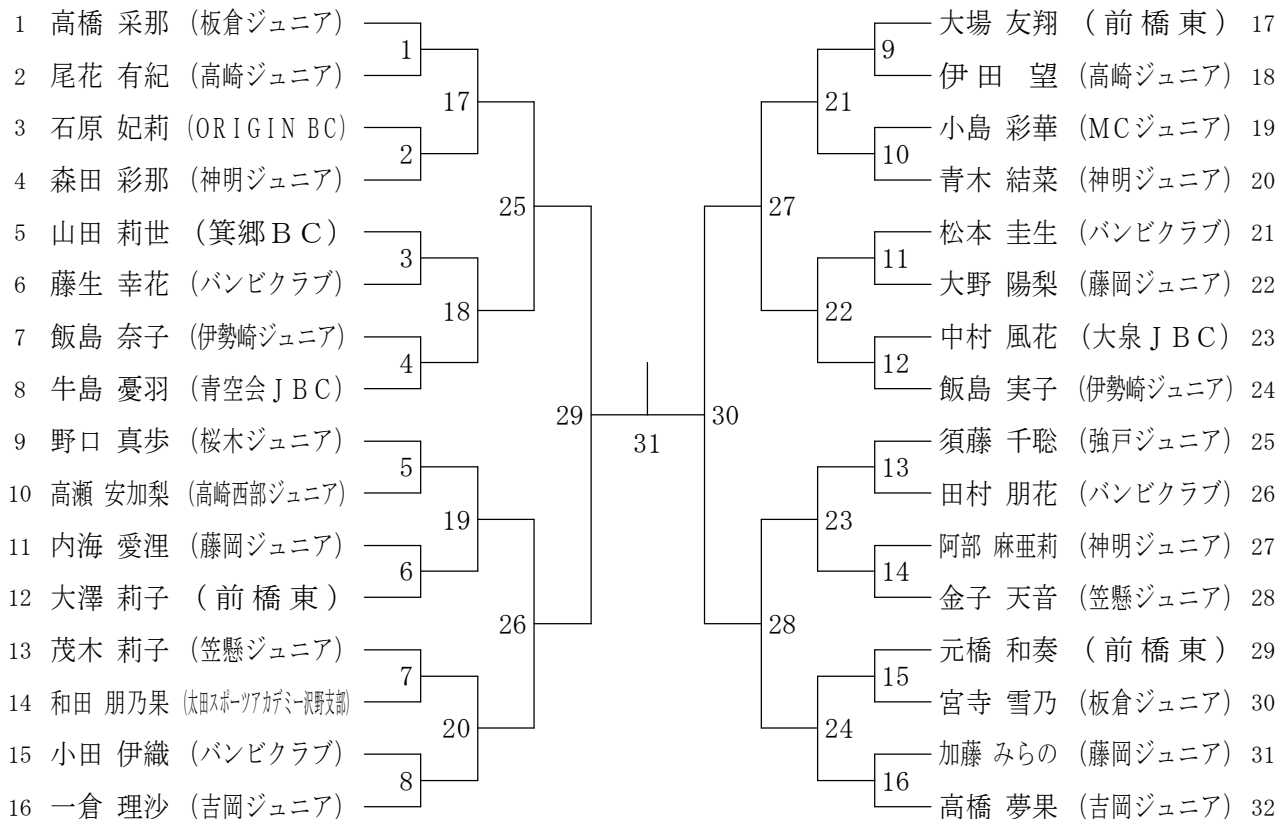 1 高橋 采那 (板倉ジュニア)
2 尾花 有紀 (高崎ジュニア)
3 石原 妃莉 (ORIGIN BC)
4 森田 彩那 (神明ジュニア)
5 山田 莉世 (箕郷BC)
6 藤生 幸花 (バンビクラブ)
7 飯島 奈子 (伊勢崎ジュニア)
8 牛島 憂羽 (青空会JBC)
9 野口 真歩 (桜木ジュニア)
10 高瀬 安加梨 (高崎西部ジュニア)
11 内海 愛浬 (藤岡ジュニア)
12 大澤 莉子 (前橋東)
13 茂木 莉子 (笠懸ジュニア)
14 和田 朋乃果 (太田スポーツアカデミー沢野支部)
15 小田 伊織 (バンビクラブ)
16 一倉 理沙 (吉岡ジュニア)
1
2
3
4
5
6
7
8
17
18
19
20
25
26
29
31
30
27
28
21
22
23
24
9
10
11
12
13
14
15
16
大場 友翔 (前橋東) 17
伊田 望 (高崎ジュニア) 18
小島 彩華 (MCジュニア) 19
青木 結菜 (神明ジュニア) 20
松本 圭生 (バンビクラブ) 21
大野 陽梨 (藤岡ジュニア) 22
中村 風花 (大泉JBC) 23
飯島 実子 (伊勢崎ジュニア) 24
須藤 千聡 (強戸ジュニア) 25
田村 朋花 (バンビクラブ) 26
阿部 麻亜莉 (神明ジュニア) 27
金子 天音 (笠懸ジュニア) 28
元橋 和奏 (前橋東) 29
宮寺 雪乃 (板倉ジュニア) 30
加藤 みらの (藤岡ジュニア) 31
高橋 夢果 (吉岡ジュニア) 32